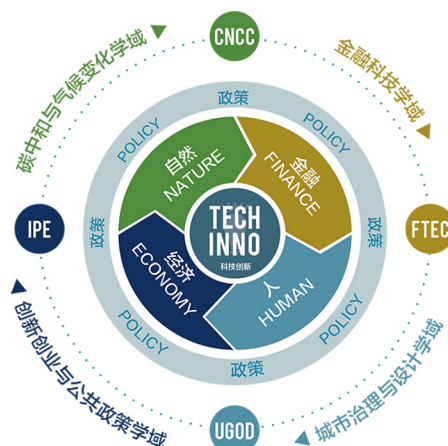 CNCC
碳中和与气候变化学域
金融科技学域
政策
POLICY
POLICY
自然
NATURE
金融
FINANCE
IPE
政策
TECH
INNO
科技创新
政策
FTEC
经济
ECONOMY
人
HUMAN
POLICY
POLICY
政策
创新创业与公共政策学域
城市治理与设计学域
UGOD